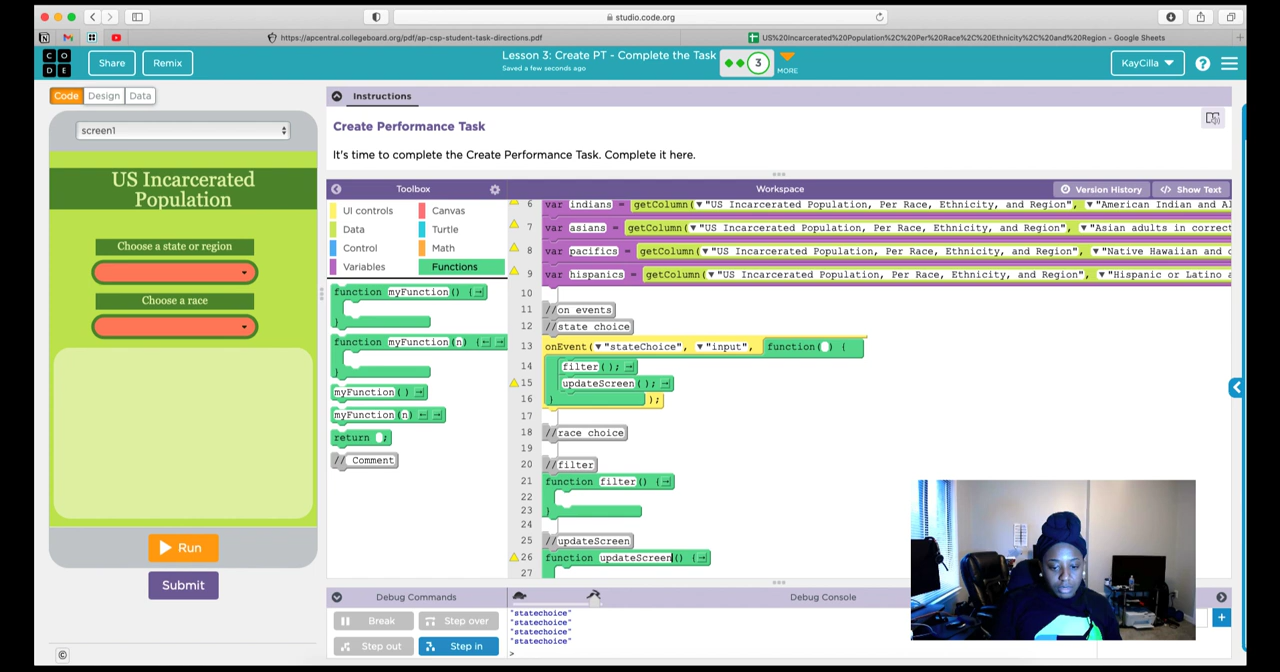 studio.code.org
https://apcentral.collegeboard.org/pdf/ap-csp-student-task-directions.pdf
US%20Incarcerated%20Population%2C%20Per%20Race%2C%20Ethnicity%2C%20and%20Region - Google Sheets
C O
D E
Share
Remix
Lesson 3: Create PT - Complete the Task
Saved a few seconds ago
3
MORE
KayCilla
Code
Design
Data
screen1
US Incarcerated
Population
Choose a state or region
Choose a race
Run
Submit
Instructions
Create Performance Task
It's time to complete the Create Performance Task. Complete it here.
Toolbox
UI controls
Canvas
Data
Turtle
Control
Math
Variables
Functions
function myFunction() {
}
function myFunction(n) {
}
myFunction()
myFunction(n)
return ;
// Comment
Workspace
Version History
Show Text
6 var indians = getColumn("US Incarcerated Population, Per Race, Ethnicity, and Region", "American Indian and Al
7 var asians = getColumn("US Incarcerated Population, Per Race, Ethnicity, and Region", "Asian adults in correct
8 var pacifics = getColumn("US Incarcerated Population, Per Race, Ethnicity, and Region", "Native Hawaiian and o
9 var hispanics = getColumn("US Incarcerated Population, Per Race, Ethnicity, and Region", "Hispanic or Latino a
10
11 //on events
12 //state choice
13 onEvent("stateChoice", "input", function() {
14 filter();
15 updateScreen();
16 } );
17
18 //race choice
19
20 //filter
21 function filter() {
22
23 }
24
25 //updateScreen
26 function updateScreen() {
27
Debug Commands
Break
Step over
Step out
Step in
Debug Console
"statechoice"
"statechoice"
"statechoice"
"statechoice"
>